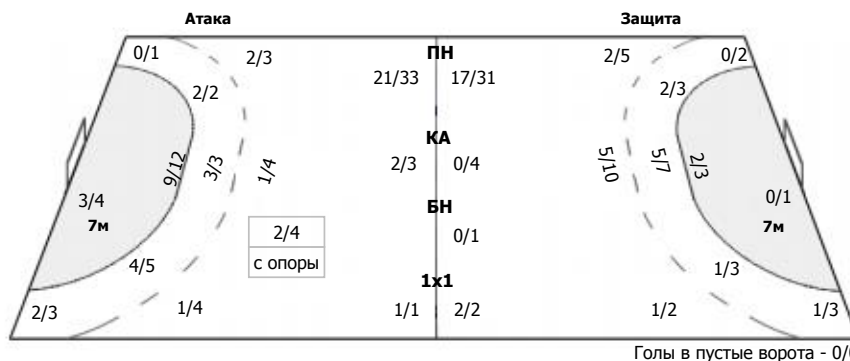 Атака Защита
0/1 2/3 ПН 2/5 0/2
21/33 17/31
2/2 2/3
КА
9/12 3/3 1/4 2/3 0/4 5/10 5/7 2/3
3/4 0/1
7м БН 7м
2/4 0/1
с опоры
4/5 1/3
1х1
2/3 1/4 1/1 2/2 1/2 1/3
Голы в пустые ворота -